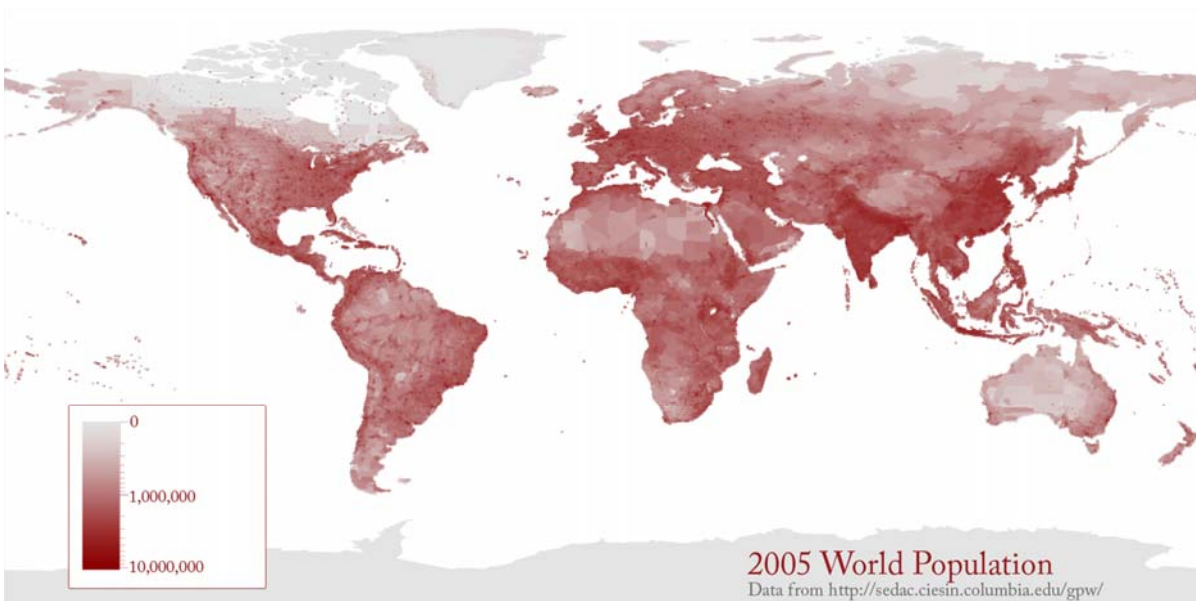 0
1,000,000
10,000,000
2005 World Population
Data from http://sedac.ciesin.columbia.edu/gpw/